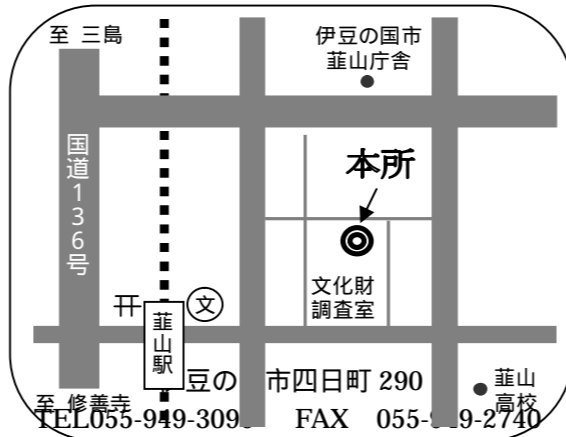 至 三島
伊豆の国市
韮山庁舎
国道136号
本所
文化財
調査室
文
韮山駅
豆の 市四日町 290
韮山
高校
至 修善寺
TEL055-949-309 FAX 055- 49-2740